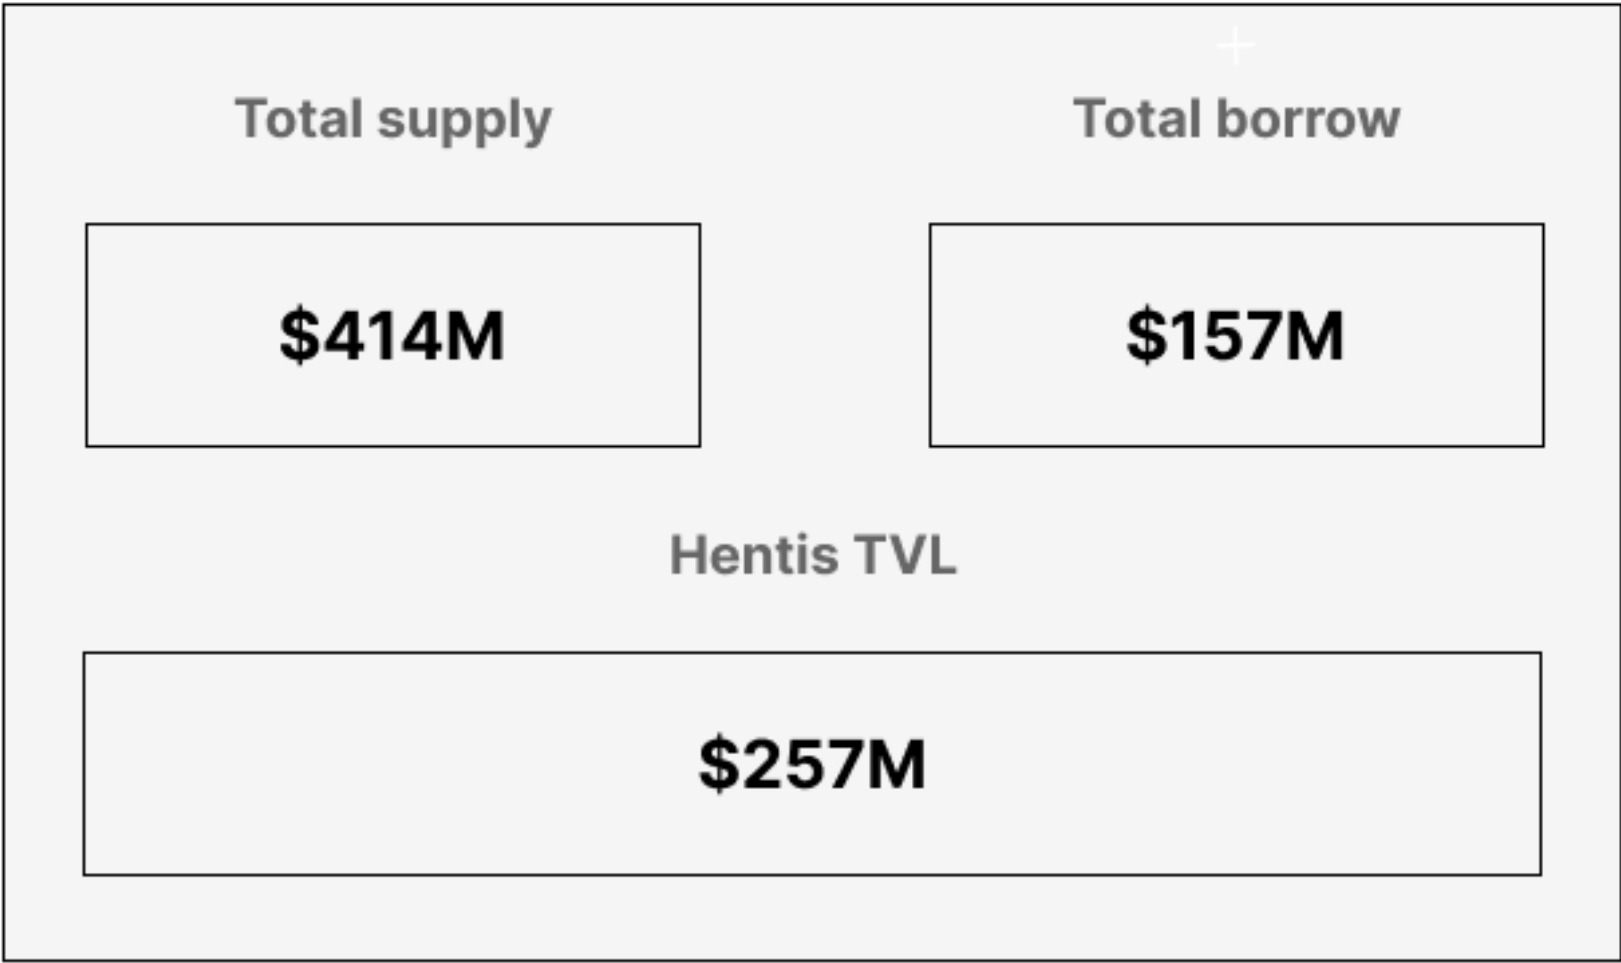 Total supply
Total borrow
$414M
$157M
Hentis TVL
$257M